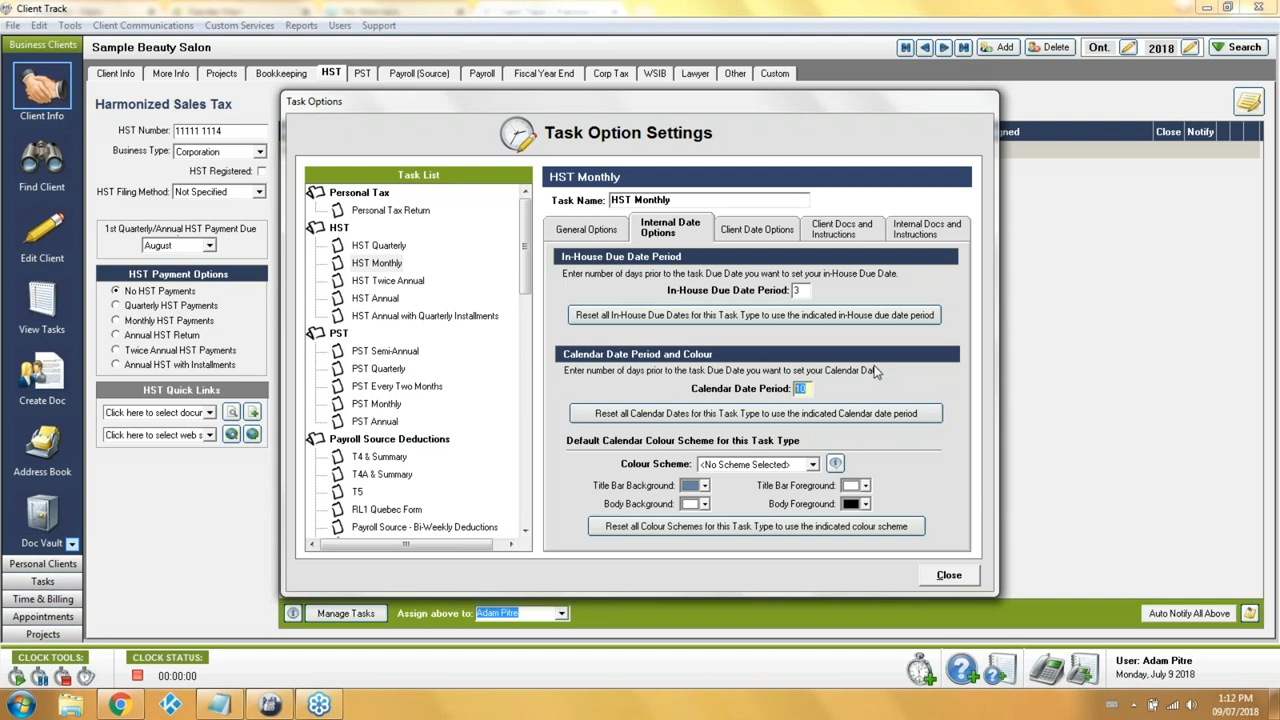 Client Track
File Edit Tools Client Communications Custom Services Reports Users Support
Business Clients
Sample Beauty Salon
Add
Delete
Ont.
2018
Search
Client Info More Info Projects Bookkeeping HST PST Payroll (Source) Payroll Fiscal Year End Corp Tax WSIB Lawyer Other Custom
Client Info
Find Client
Edit Client
View Tasks
Create Doc
Address Book
Doc Vault
Personal Clients
Tasks
Time & Billing
Appointments
Projects
Harmonized Sales Tax
HST Number: 11111 1114
Business Type: Corporation
HST Registered:
HST Filing Method: Not Specified
1st Quarterly/Annual HST Payment Due
August
HST Payment Options
No HST Payments
Quarterly HST Payments
Monthly HST Payments
Annual HST Return
Twice Annual HST Payments
Annual HST with Installments
HST Quick Links
Click here to select docur
Click here to select web s
Task Options
Task Option Settings
Task List
Personal Tax
Personal Tax Return
HST
HST Quarterly
HST Monthly
HST Twice Annual
HST Annual
HST Annual with Quarterly Installments
PST
PST Semi-Annual
PST Quarterly
PST Every Two Months
PST Monthly
PST Annual
Payroll Source Deductions
T4 & Summary
T4A & Summary
T5
RL1 Quebec Form
Payroll Source - Bi-Weekly Deductions
HST Monthly
Task Name: HST Monthly
General Options
Internal Date
Options
Client Date Options
Client Docs and
Instructions
Internal Docs and
Instructions
In-House Due Date Period
Enter number of days prior to the task Due Date you want to set your in-House Due Date.
In-House Due Date Period: 3
Reset all In-House Due Dates for this Task Type to use the indicated in-House due date period
Calendar Date Period and Colour
Enter number of days prior to the task Due Date you want to set your Calendar Da
Calendar Date Period: 10
Reset all Calendar Dates for this Task Type to use the indicated Calendar date period
Default Calendar Colour Scheme for this Task Type
Colour Scheme: <No Scheme Selected>
Title Bar Background: Title Bar Foreground:
Body Background: Body Foreground:
Reset all Colour Schemes for this Task Type to use the indicated colour scheme
Close
gned Close Notify
Manage Tasks Assign above to: Adam Pitre
Auto Notify All Above
CLOCK TOOLS: CLOCK STATUS:
00:00:00
User: Adam Pitre
Monday, July 9 2018
1:12 PM
09/07/2018